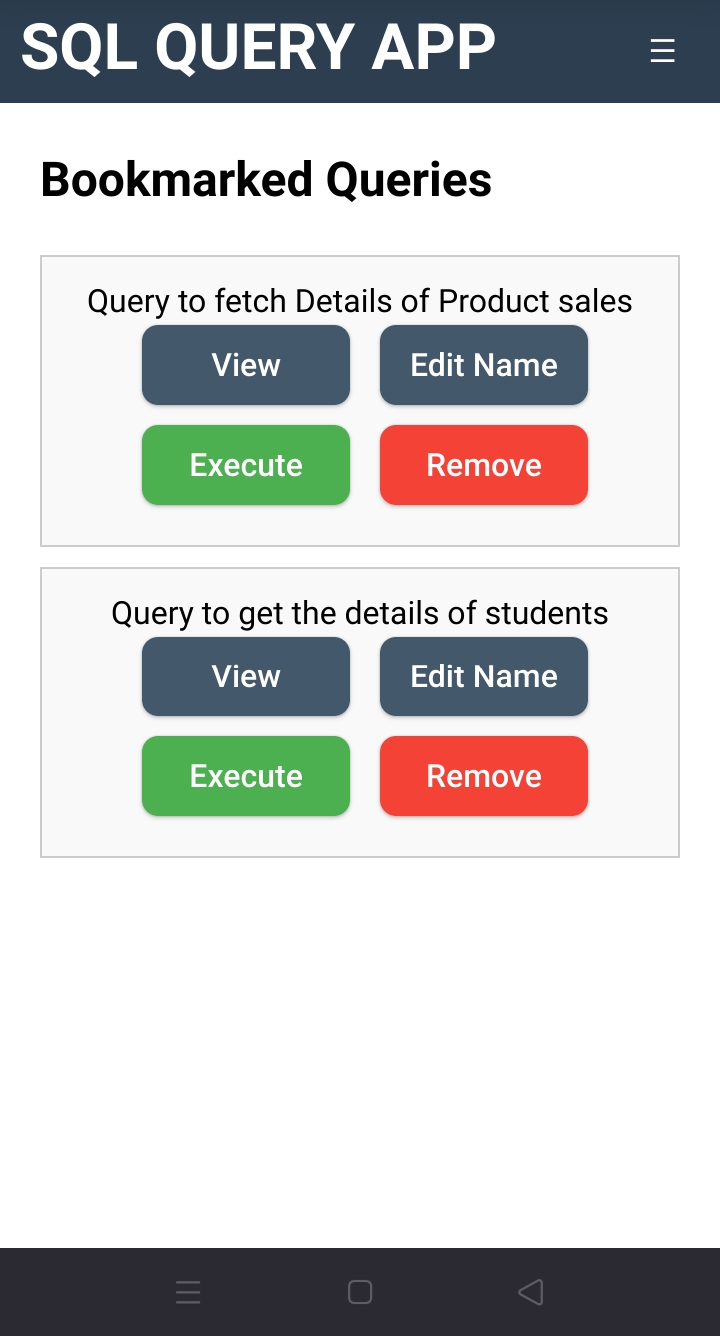 SQL QUERY APP
Bookmarked Queries
Query to fetch Details of Product sales
View Edit Name
Execute Remove
Query to get the details of students
View Edit Name
Execute Remove